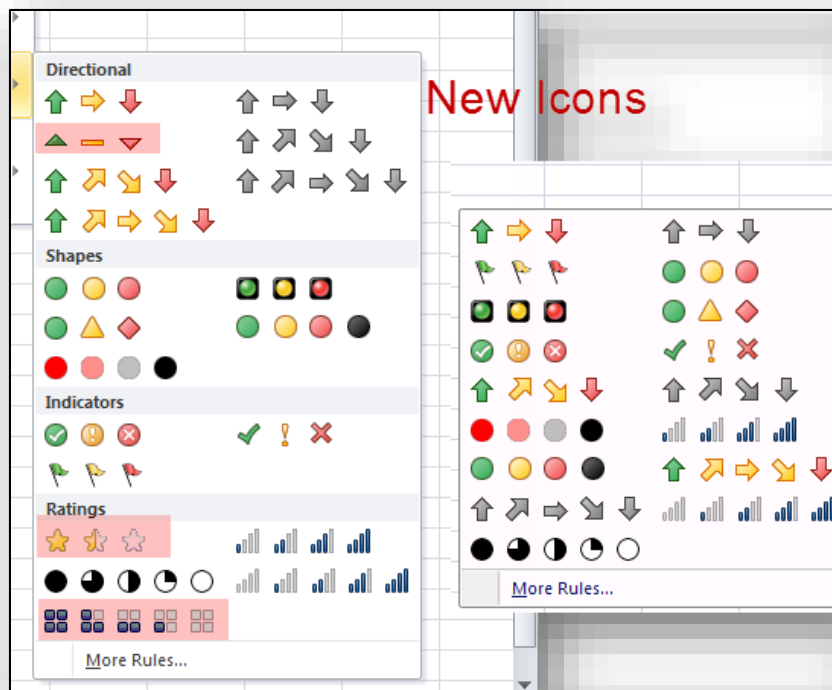 Directional
New Icons
Shapes
Indicators
Ratings
More Rules...
More Rules...